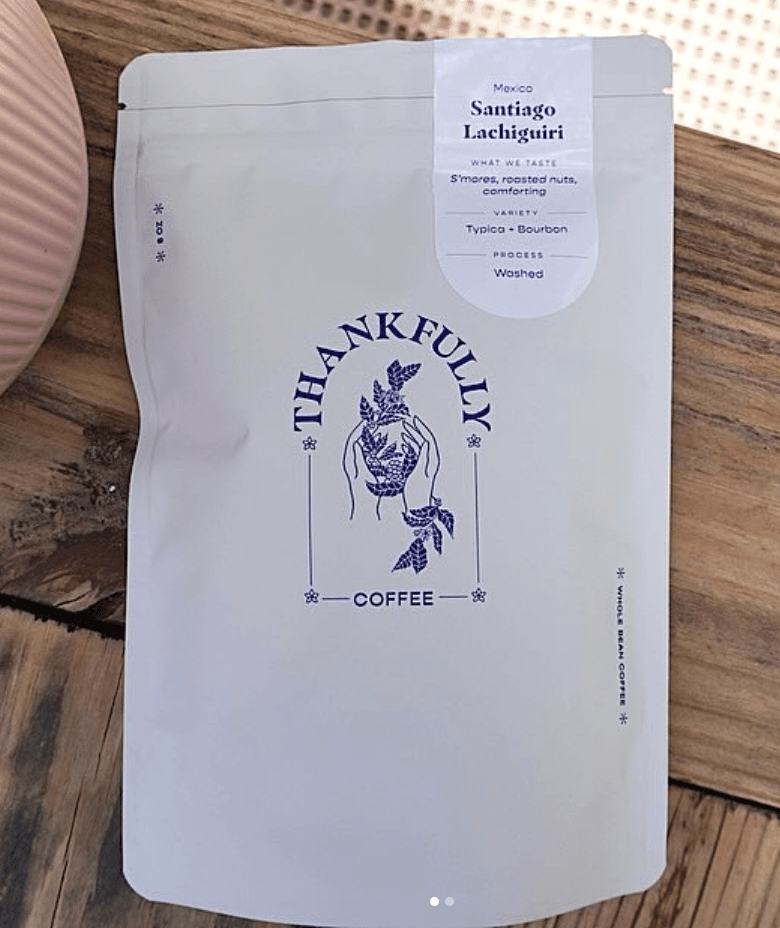 Mexico
Santiago
Lachiguiri
WHAT WE TASTE
S'mores, roasted nuts,
comforting
VARIETY
Typica + Bourbon
PROCESS
Washed
THANKFULLY
COFFEE
WHOLE BEAN COFFEE